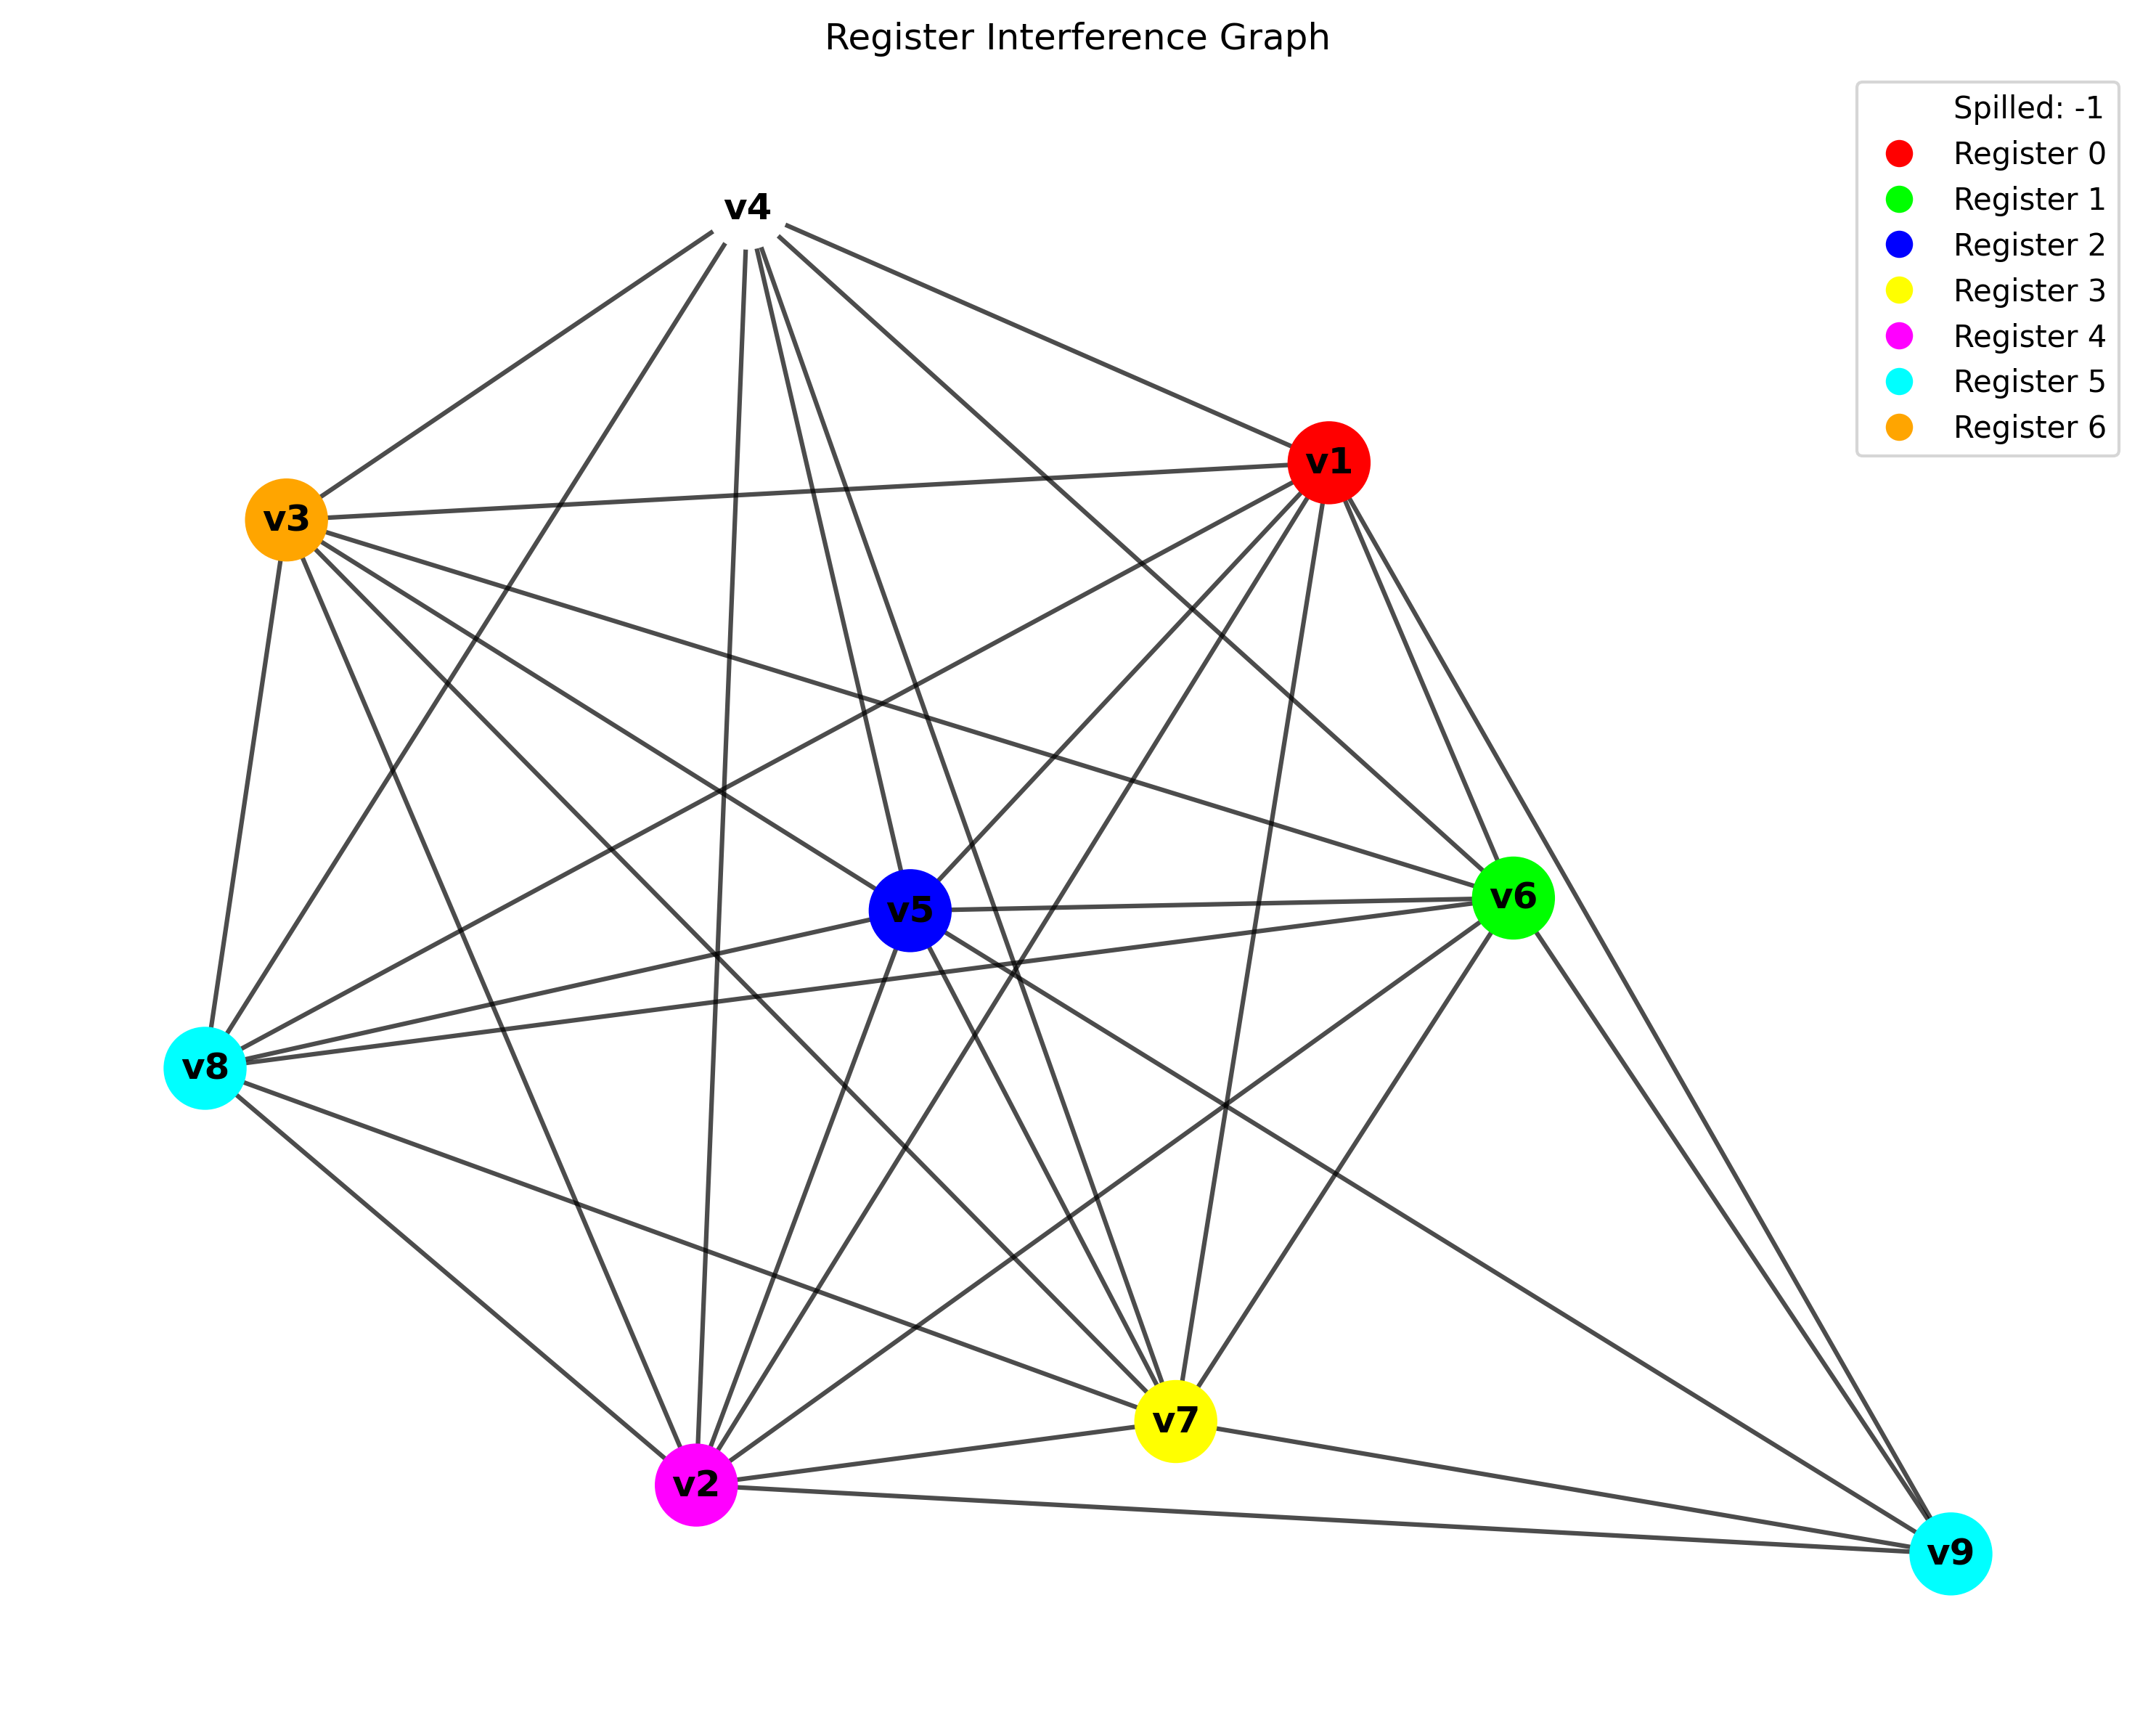 Register Interference Graph
Spilled: -1
Register 0
Register 1
Register 2
Register 3
Register 4
Register 5
Register 6
v4
v1
v3
v6
v5
v8
v7
v2
v9